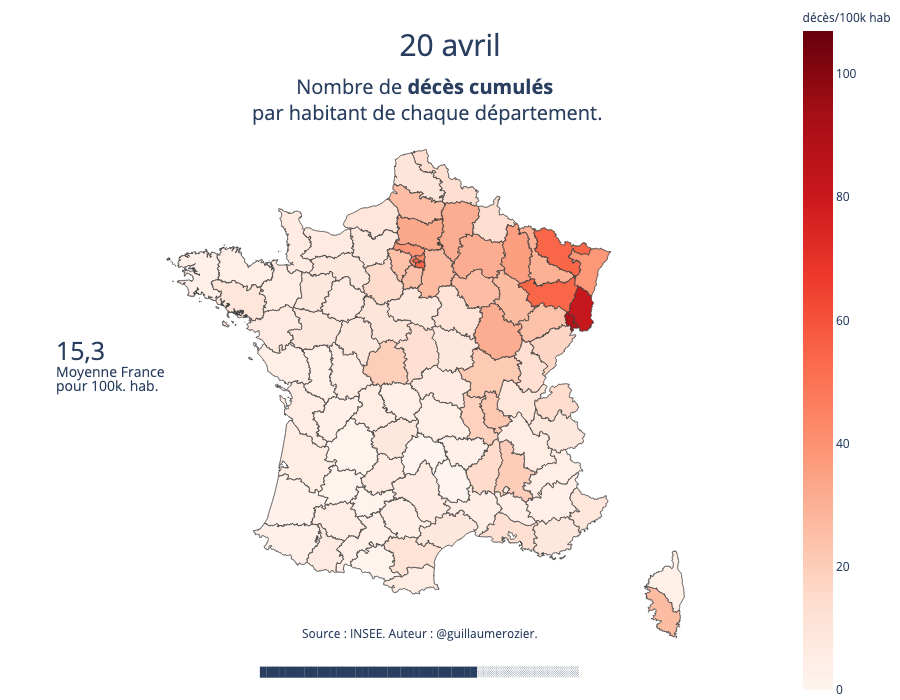 décès/100k hab
20 avril
Nombre de décès cumulés
par habitant de chaque département.
100
80
60
40
20
0
15,3
Moyenne France
pour 100k. hab.
Source : INSEE. Auteur : @guillaumerozier.